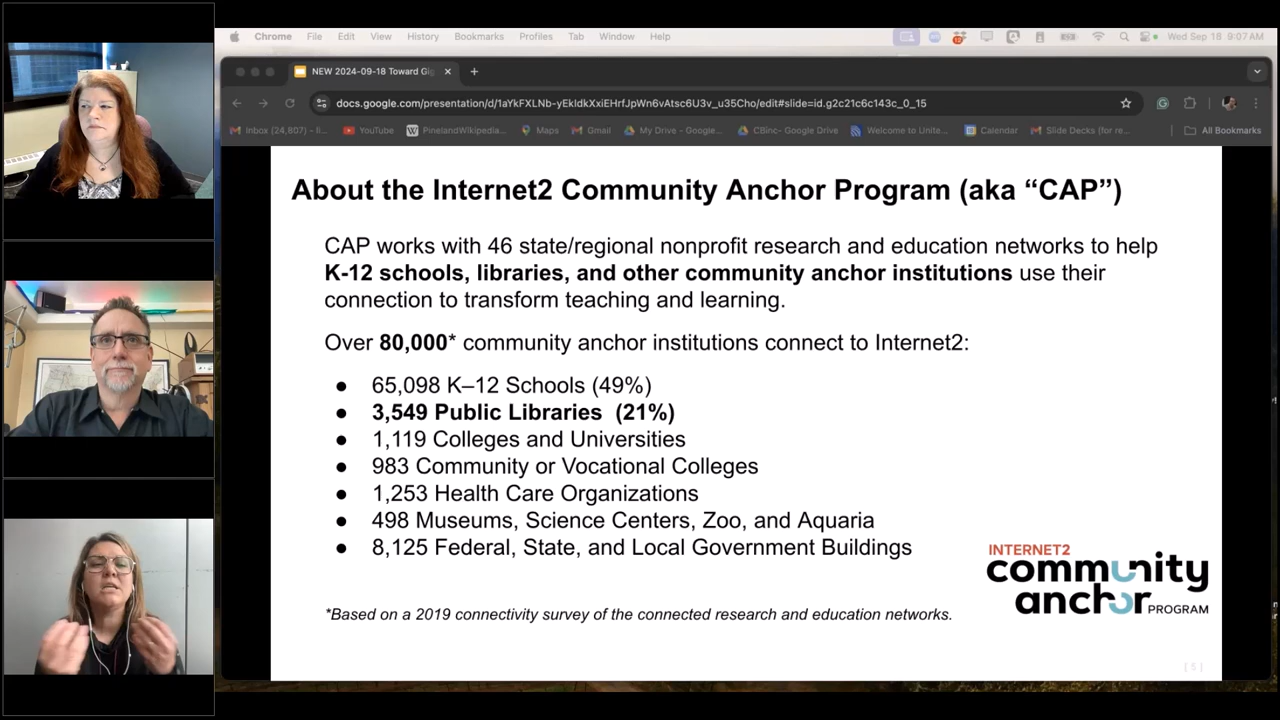 Chrome File Edit View History Bookmarks Profiles Tab Window Help Wed Sep 18 9:07 AM
NEW 2024-09-18 Toward Gig
docs.google.com/presentation/d/1aYkFXLNb-yEkldkXxiEHrfJpWn6vAtsc6U3v_u35Cho/edit#slide=id.g2c21c6c143c_0_15
Inbox (24,807) - li... YouTube PinelandWikipedia... Maps Gmail My Drive - Google... CBinc- Google Drive Welcome to Unite... Calendar Slide Decks (for re... All Bookmarks
About the Internet2 Community Anchor Program (aka “CAP”)
CAP works with 46 state/regional nonprofit research and education networks to help
K-12 schools, libraries, and other community anchor institutions use their
connection to transform teaching and learning.
Over 80,000* community anchor institutions connect to Internet2:
● 65,098 K–12 Schools (49%)
● 3,549 Public Libraries (21%)
● 1,119 Colleges and Universities
● 983 Community or Vocational Colleges
● 1,253 Health Care Organizations
● 498 Museums, Science Centers, Zoo, and Aquaria
● 8,125 Federal, State, and Local Government Buildings
INTERNET2
community
anchor PROGRAM
*Based on a 2019 connectivity survey of the connected research and education networks.
[ 5 ]